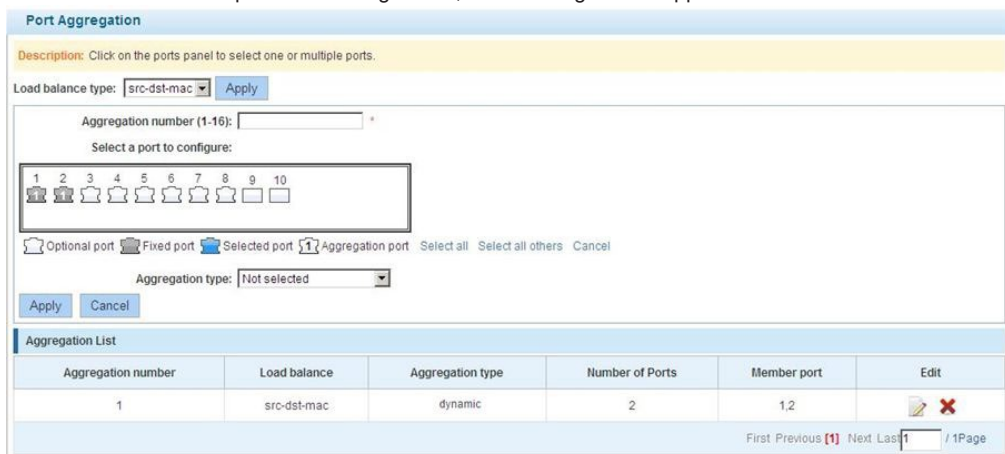 Port Aggregation
Description: Click on the ports panel to select one or multiple ports.
Load balance type: src-dst-mac Apply
Aggregation number (1-16): *
Select a port to configure:
1 2 3 4 5 6 7 8 9 10
1 1
Optional port Fixed port Selected port 1 Aggregation port Select all Select all others Cancel
Aggregation type: Not selected
Apply Cancel
Aggregation List
Aggregation number Load balance Aggregation type Number of Ports Member port Edit
1 src-dst-mac dynamic 2 1,2
First Previous [1] Next Last 1 / 1Page